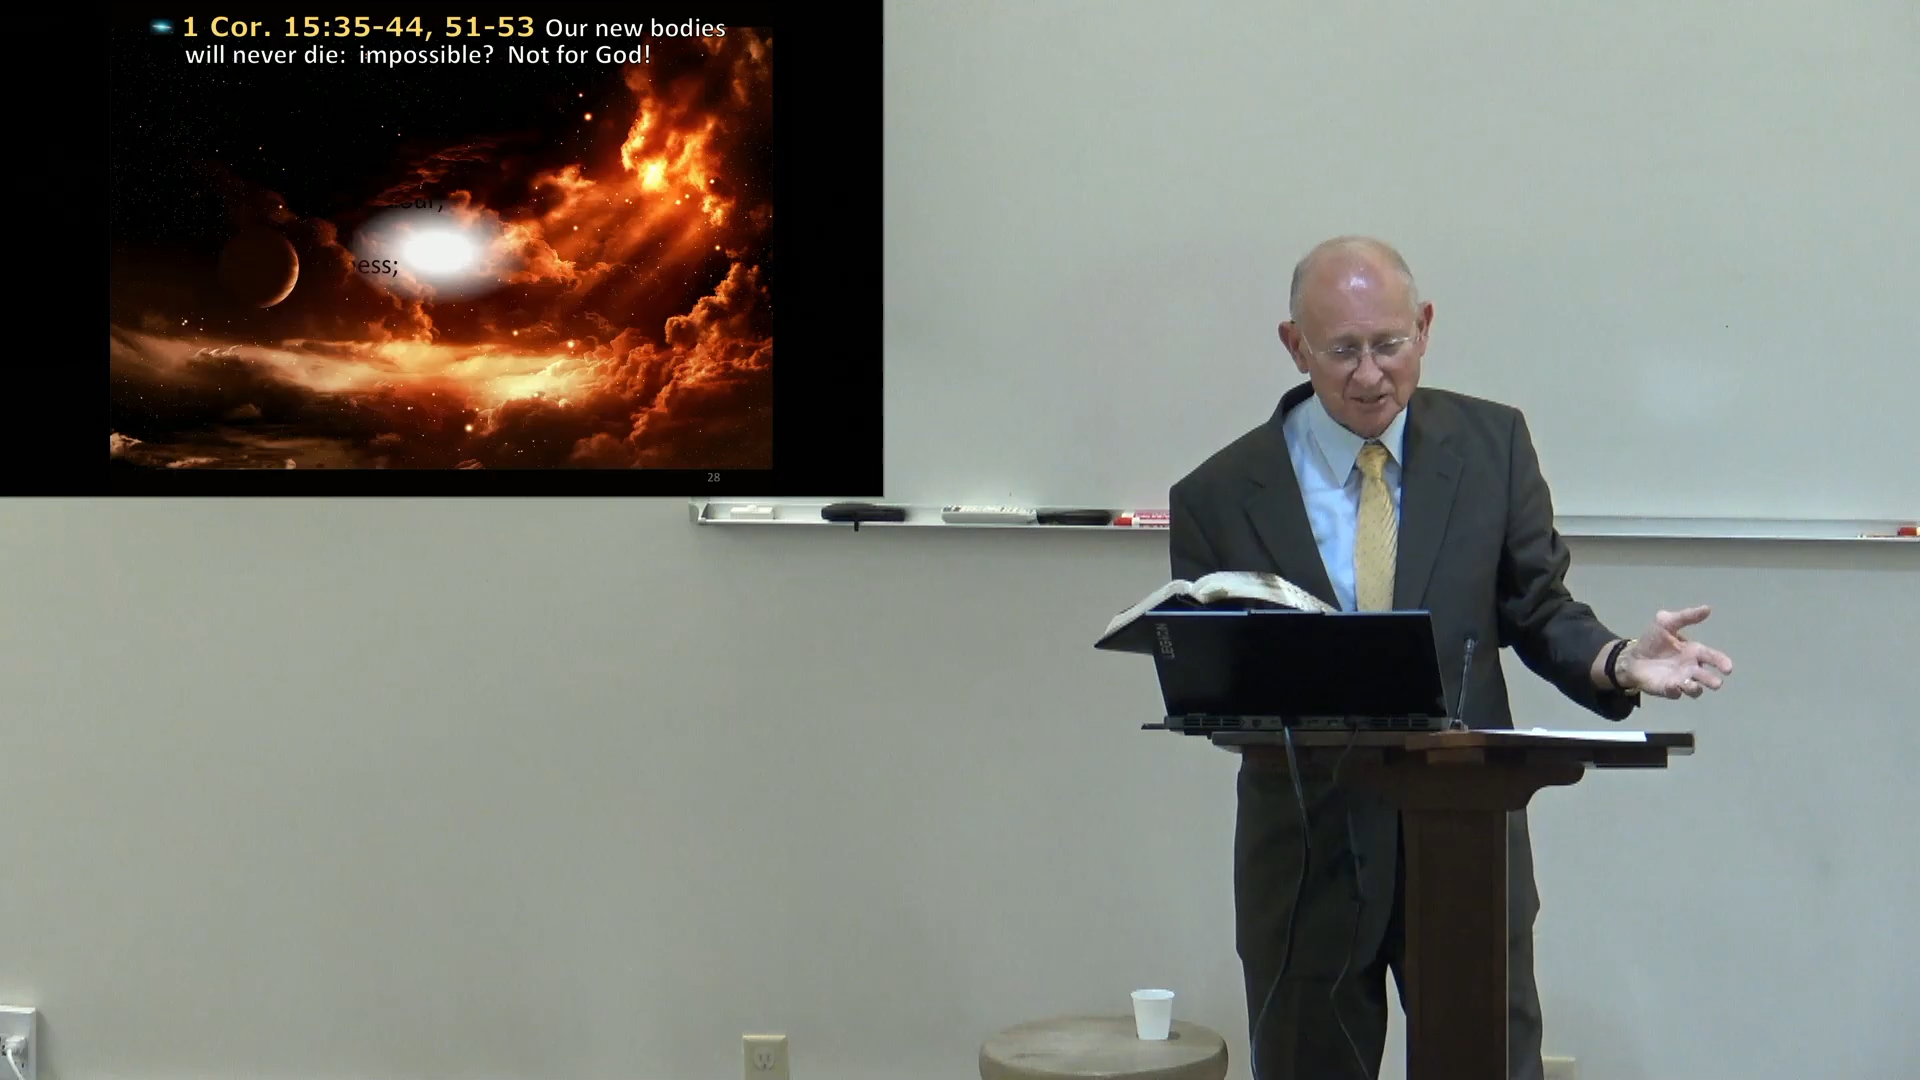 1 Cor. 15:35-44, 51-53 Our new bodies
will never die: impossible? Not for God!
ess;
28
LEGION